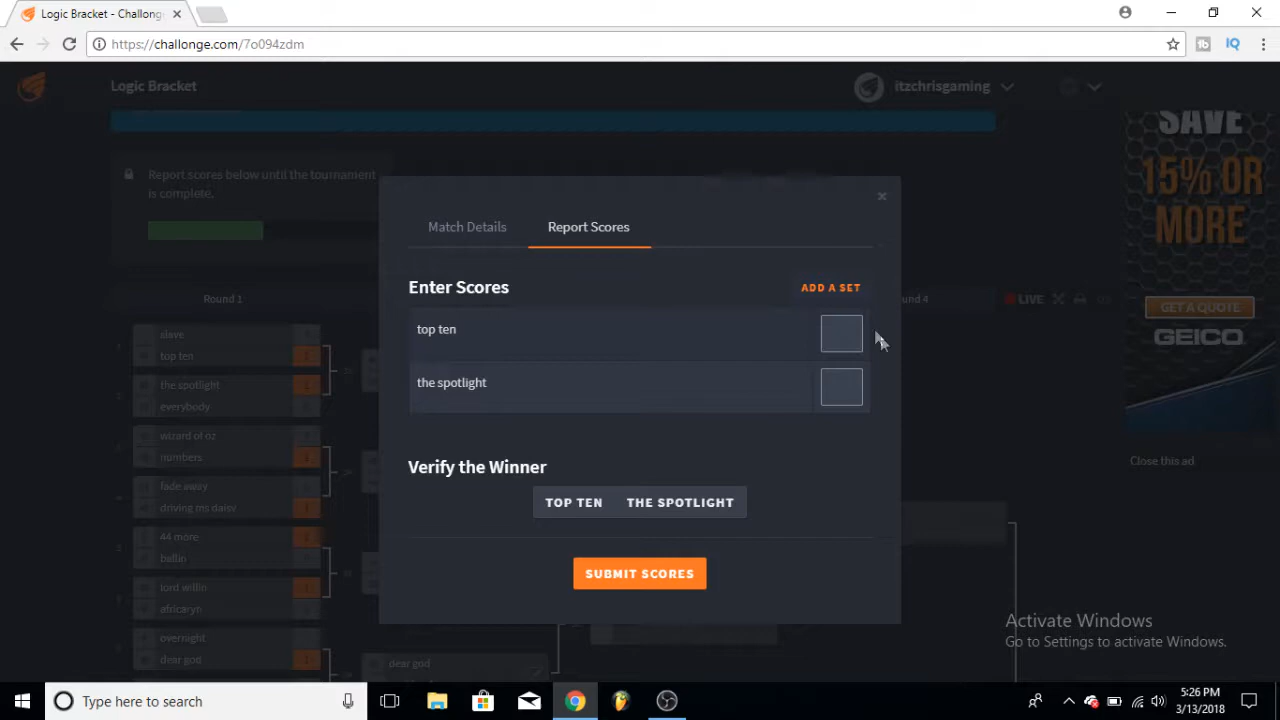 Logic Bracket - Challong
https://challonge.com/7o094zdm
Logic Bracket
itzchrisgaming
Report scores below until the tournament
is complete.
Match Details
Report Scores
Enter Scores
ADD A SET
top ten
the spotlight
Verify the Winner
TOP TEN
THE SPOTLIGHT
SUBMIT SCORES
Round 1
ound 4
LIVE
slave
top ten
the spotlight
everybody
wizard of oz
numbers
fade away
driving ms daisy
44 more
ballin
lord willin
africaryn
overnight
dear god
dear god
SAVE
15% OR
MORE
GET A QUOTE
GEICO
Close this ad
Activate Windows
Go to Settings to activate Windows.
Type here to search
5:26 PM
3/13/2018